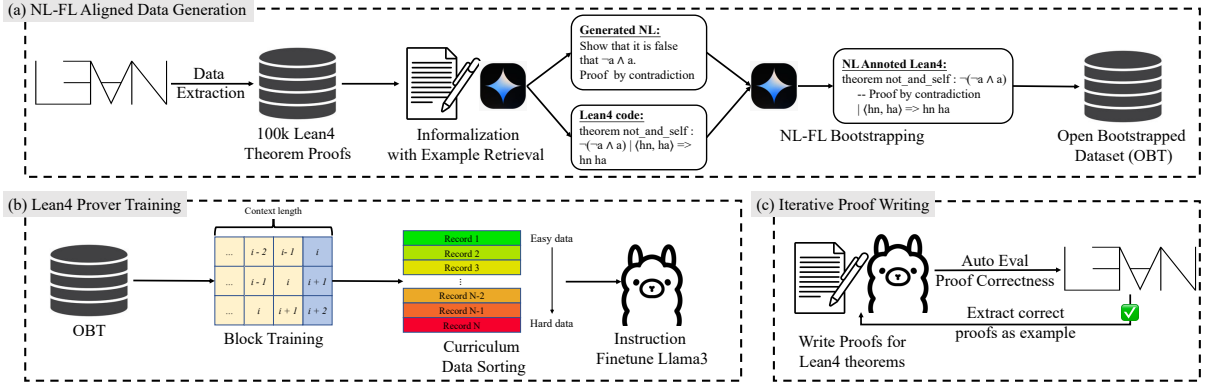 (a) NL-FL Aligned Data Generation
LEAN
Data
Extraction
100k Lean4
Theorem Proofs
Informalization
with Example Retrieval
Generated NL:
Show that it is false
that ¬a ∧ a.
Proof by contradiction
Lean4 code:
theorem not_and_self :
¬(¬a ∧ a) | ⟨hn, ha⟩ =>
hn ha
NL-FL Bootstrapping
NL Annoted Lean4:
theorem not_and_self : ¬(¬a ∧ a)
-- Proof by contradiction
| ⟨hn, ha⟩ => hn ha
Open Bootstrapped
Dataset (OBT)
(b) Lean4 Prover Training
OBT
Context length
... i - 2 i- 1 i
... i - 1 i i + 1
... i i + 1 i + 2
Block Training
Record 1
Record 2
Record 3
⋮
Record N-2
Record N-1
Record N
Easy data
Hard data
Curriculum
Data Sorting
Instruction
Finetune Llama3
(c) Iterative Proof Writing
Write Proofs for
Lean4 theorems
Auto Eval
Proof Correctness
LEAN
Extract correct
proofs as example